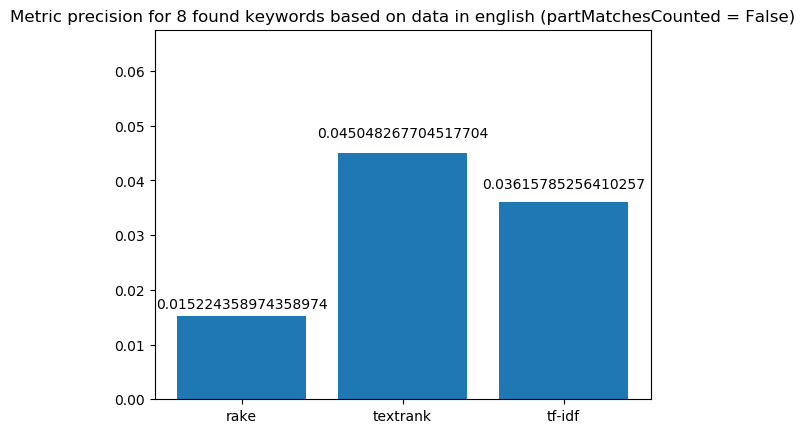 Metric precision for 8 found keywords based on data in english (partMatchesCounted = False)
0.06
0.05
0.045048267704517704
0.04
0.03615785256410257
0.03
0.02
0.015224358974358974
0.01
0.00
rake
textrank
tf-idf